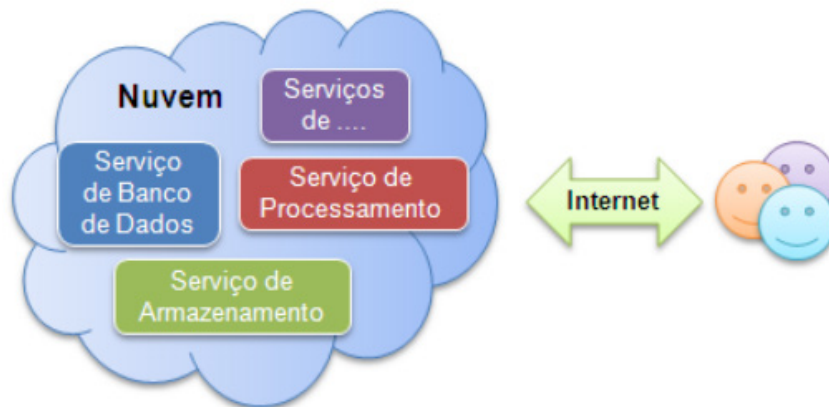 Nuvem
Serviços
de ....
Serviço
de Banco
de Dados
Serviço de
Processamento
Serviço de
Armazenamento
Internet